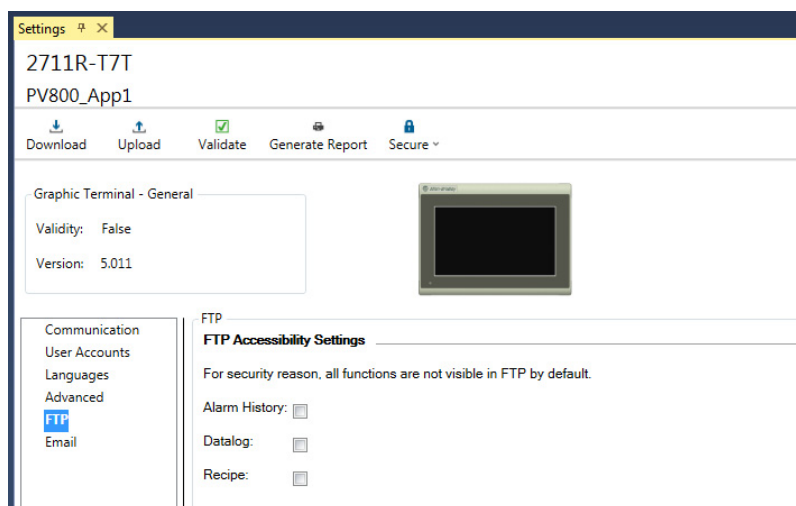 Settings
2711R-T7T
PV800_App1
Download Upload Validate Generate Report Secure
Graphic Terminal - General
Validity: False
Version: 5.011
Communication
User Accounts
Languages
Advanced
FTP
Email
FTP
FTP Accessibility Settings
For security reason, all functions are not visible in FTP by default.
Alarm History:
Datalog:
Recipe: